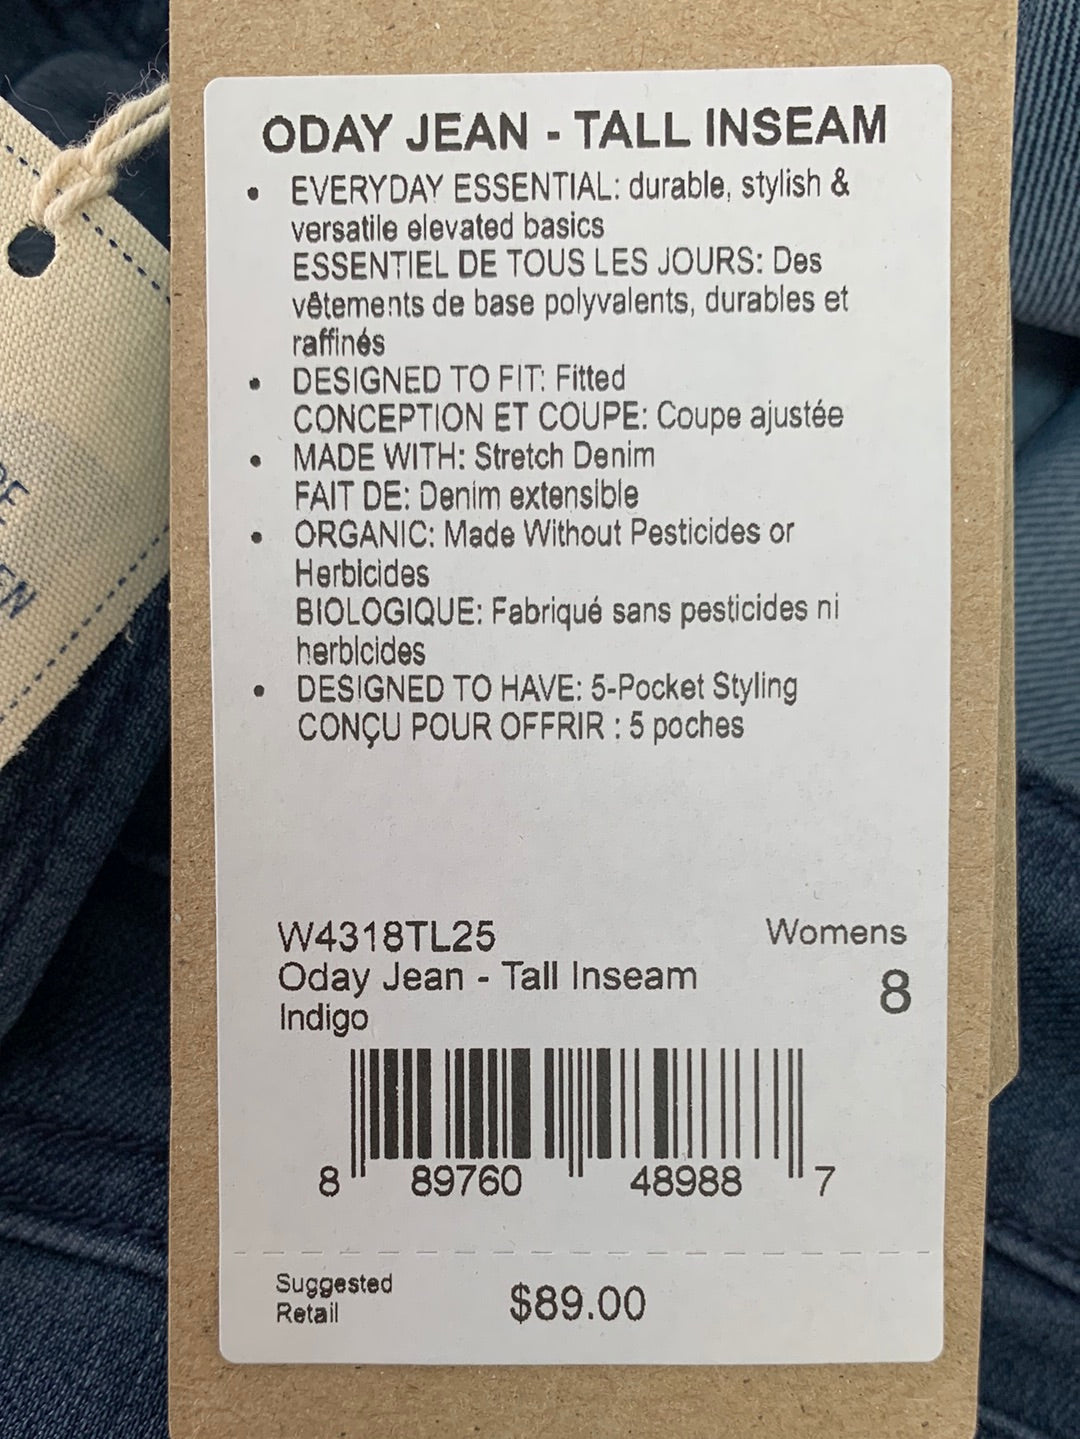 ODAY JEAN - TALL INSEAM
• EVERYDAY ESSENTIAL: durable, stylish &
versatile elevated basics
ESSENTIEL DE TOUS LES JOURS: Des
vêtements de base polyvalents, durables et
raffinés
• DESIGNED TO FIT: Fitted
CONCEPTION ET COUPE: Coupe ajustée
• MADE WITH: Stretch Denim
FAIT DE: Denim extensible
• ORGANIC: Made Without Pesticides or
Herbicides
BIOLOGIQUE: Fabriqué sans pesticides ni
herbicides
• DESIGNED TO HAVE: 5-Pocket Styling
CONÇU POUR OFFRIR : 5 poches
W4318TL25 Womens
Oday Jean - Tall Inseam 8
Indigo
8 89760 48988 7
Suggested
Retail $89.00